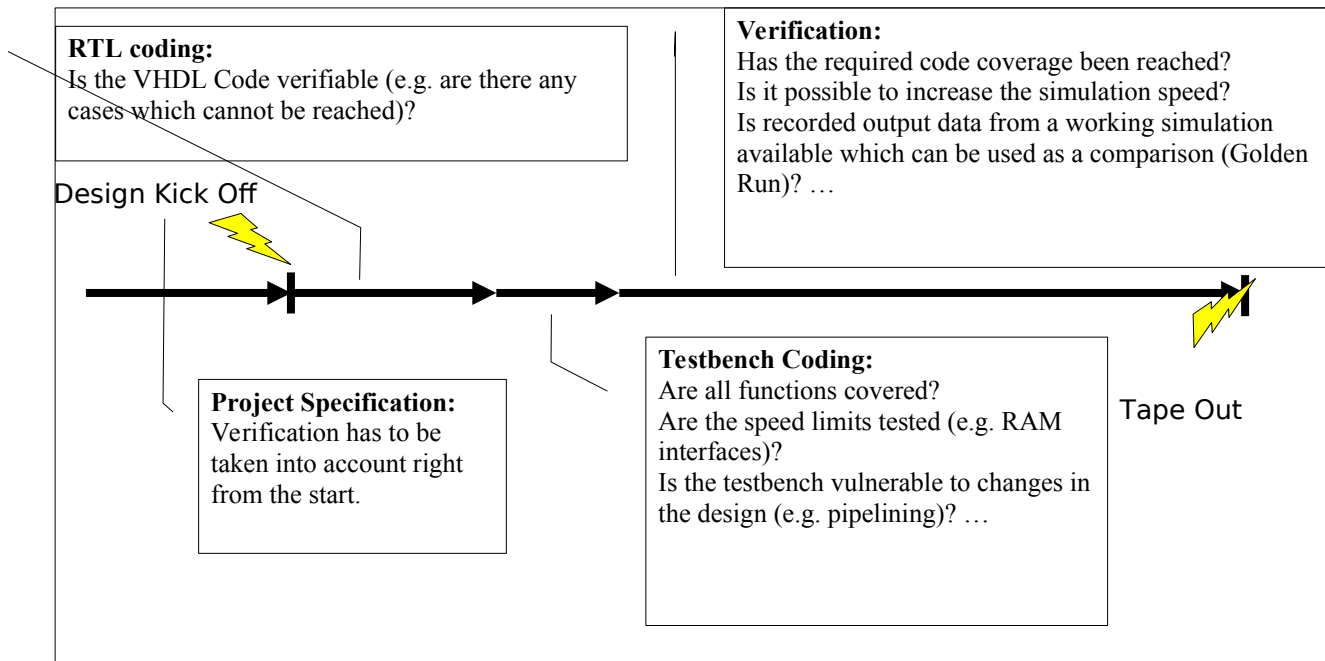 RTL coding:
Is the VHDL Code verifiable (e.g. are there any
cases which cannot be reached)?
Verification:
Has the required code coverage been reached?
Is it possible to increase the simulation speed?
Is recorded output data from a working simulation
available which can be used as a comparison (Golden
Run)? …
Design Kick Off
Project Specification:
Verification has to be
taken into account right
from the start.
Testbench Coding:
Are all functions covered?
Are the speed limits tested (e.g. RAM
interfaces)?
Is the testbench vulnerable to changes in
the design (e.g. pipelining)? …
Tape Out